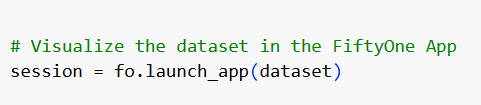 # Visualize the dataset in the FiftyOne App
session = fo.launch_app(dataset)